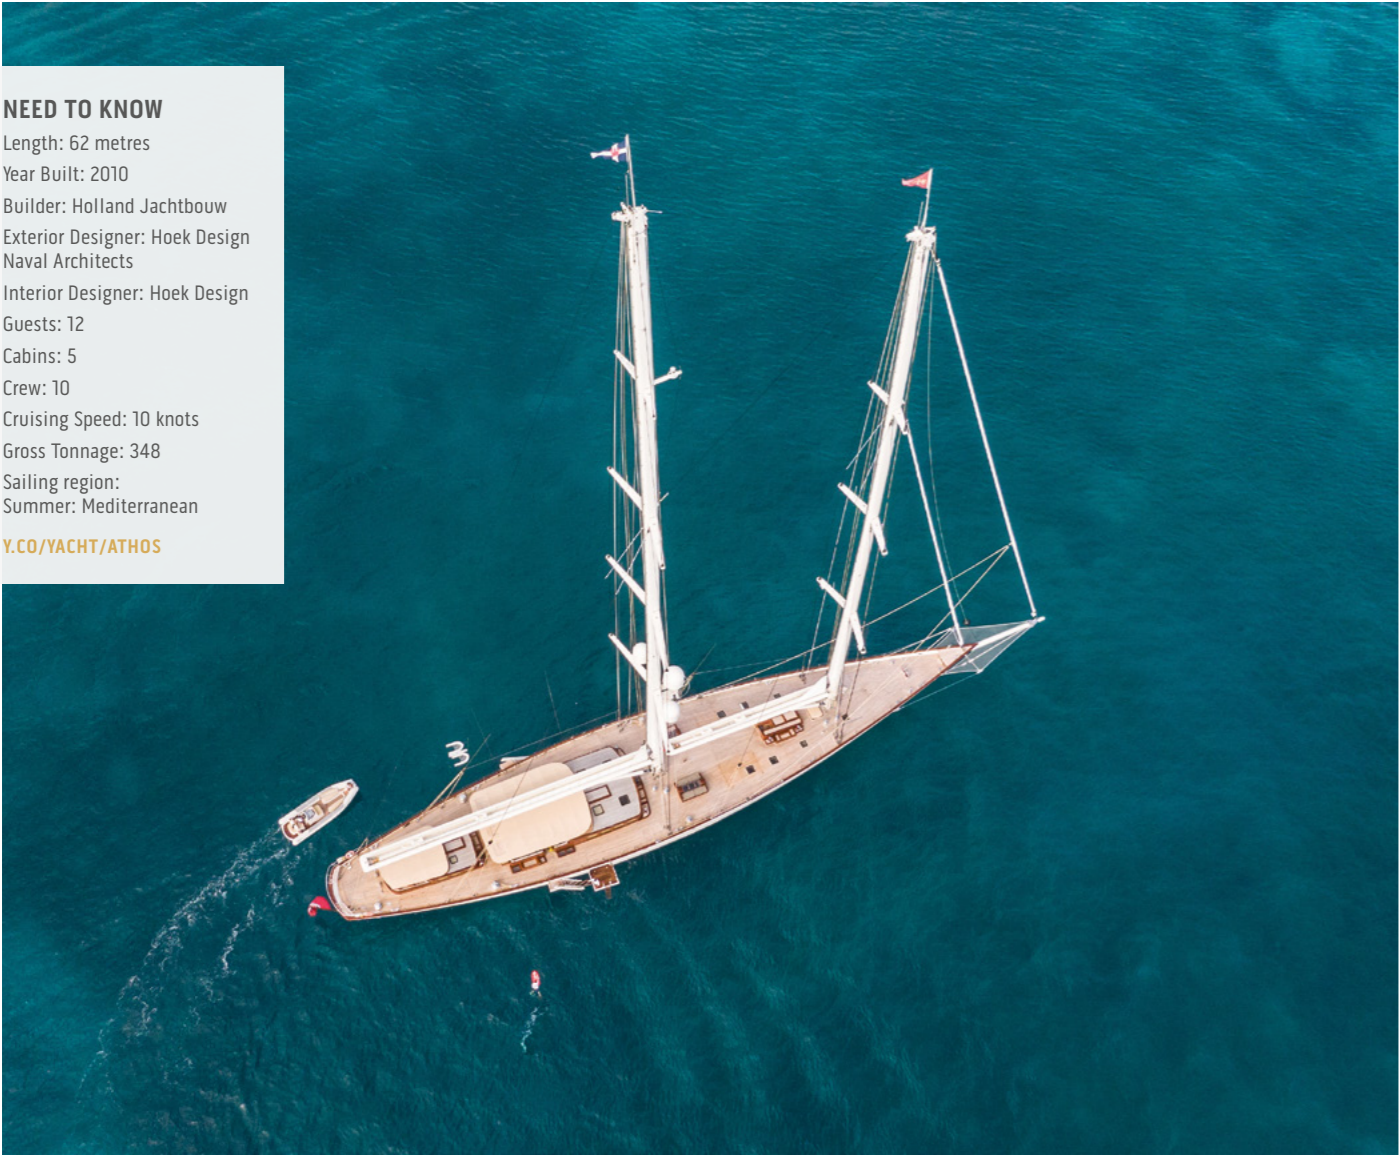 NEED TO KNOW
Length: 62 metres
Year Built: 2010
Builder: Holland Jachtbouw
Exterior Designer: Hoek Design
Naval Architects
Interior Designer: Hoek Design
Guests: 12
Cabins: 5
Crew: 10
Cruising Speed: 10 knots
Gross Tonnage: 348
Sailing region:
Summer: Mediterranean
Y.CO/YACHT/ATHOS